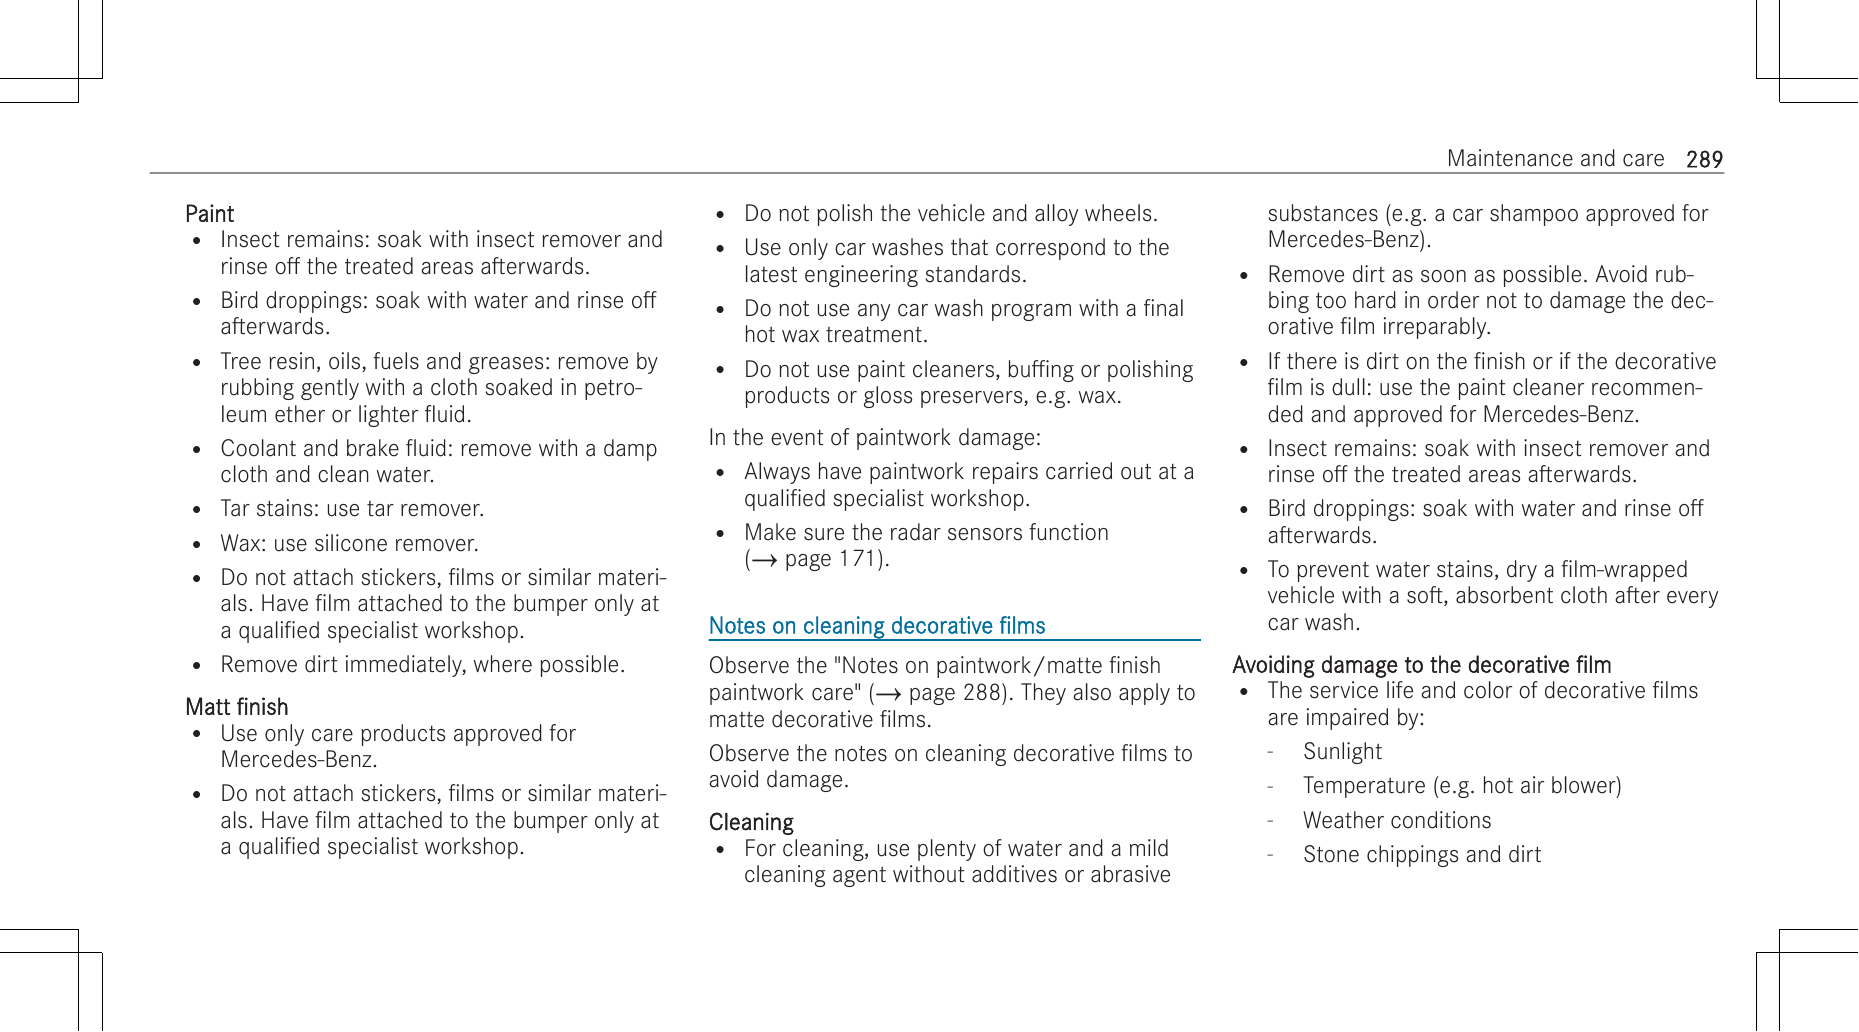 Maintenance and care 289
Paint
• Insect remains: soak with insect remover and
rinse off the treated areas afterwards.
• Bird droppings: soak with water and rinse off
afterwards.
• Tree resin, oils, fuels and greases: remove by
rubbing gently with a cloth soaked in petro-
leum ether or lighter fluid.
• Coolant and brake fluid: remove with a damp
cloth and clean water.
• Tar stains: use tar remover.
• Wax: use silicone remover.
• Do not attach stickers, films or similar materi-
als. Have film attached to the bumper only at
a qualified specialist workshop.
• Remove dirt immediately, where possible.
Matt finish
• Use only care products approved for
Mercedes-Benz.
• Do not attach stickers, films or similar materi-
als. Have film attached to the bumper only at
a qualified specialist workshop.
• Do not polish the vehicle and alloy wheels.
• Use only car washes that correspond to the
latest engineering standards.
• Do not use any car wash program with a final
hot wax treatment.
• Do not use paint cleaners, buffing or polishing
products or gloss preservers, e.g. wax.
In the event of paintwork damage:
• Always have paintwork repairs carried out at a
qualified specialist workshop.
• Make sure the radar sensors function
(→ page 171).
Notes on cleaning decorative films
Observe the "Notes on paintwork/matte finish
paintwork care" (→ page 288). They also apply to
matte decorative films.
Observe the notes on cleaning decorative films to
avoid damage.
Cleaning
• For cleaning, use plenty of water and a mild
cleaning agent without additives or abrasive
substances (e.g. a car shampoo approved for
Mercedes-Benz).
• Remove dirt as soon as possible. Avoid rub-
bing too hard in order not to damage the dec-
orative film irreparably.
• If there is dirt on the finish or if the decorative
film is dull: use the paint cleaner recommen-
ded and approved for Mercedes-Benz.
• Insect remains: soak with insect remover and
rinse off the treated areas afterwards.
• Bird droppings: soak with water and rinse off
afterwards.
• To prevent water stains, dry a film-wrapped
vehicle with a soft, absorbent cloth after every
car wash.
Avoiding damage to the decorative film
• The service life and color of decorative films
are impaired by:
- Sunlight
- Temperature (e.g. hot air blower)
- Weather conditions
- Stone chippings and dirt